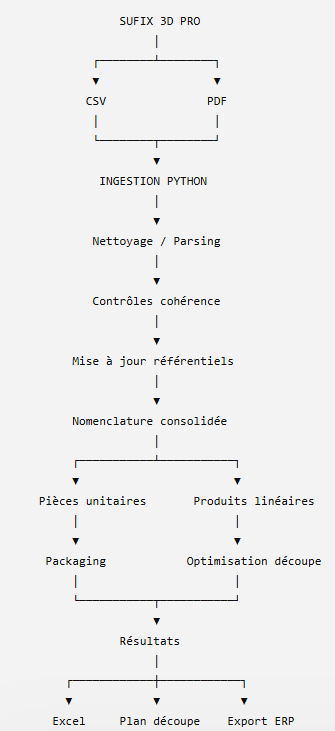 SUFIX 3D PRO
CSV PDF
INGESTION PYTHON
Nettoyage / Parsing
Contrôles cohérence
Mise à jour référentiels
Nomenclature consolidée
Pièces unitaires Produits linéaires
Packaging Optimisation découpe
Résultats
Excel Plan découpe Export ERP